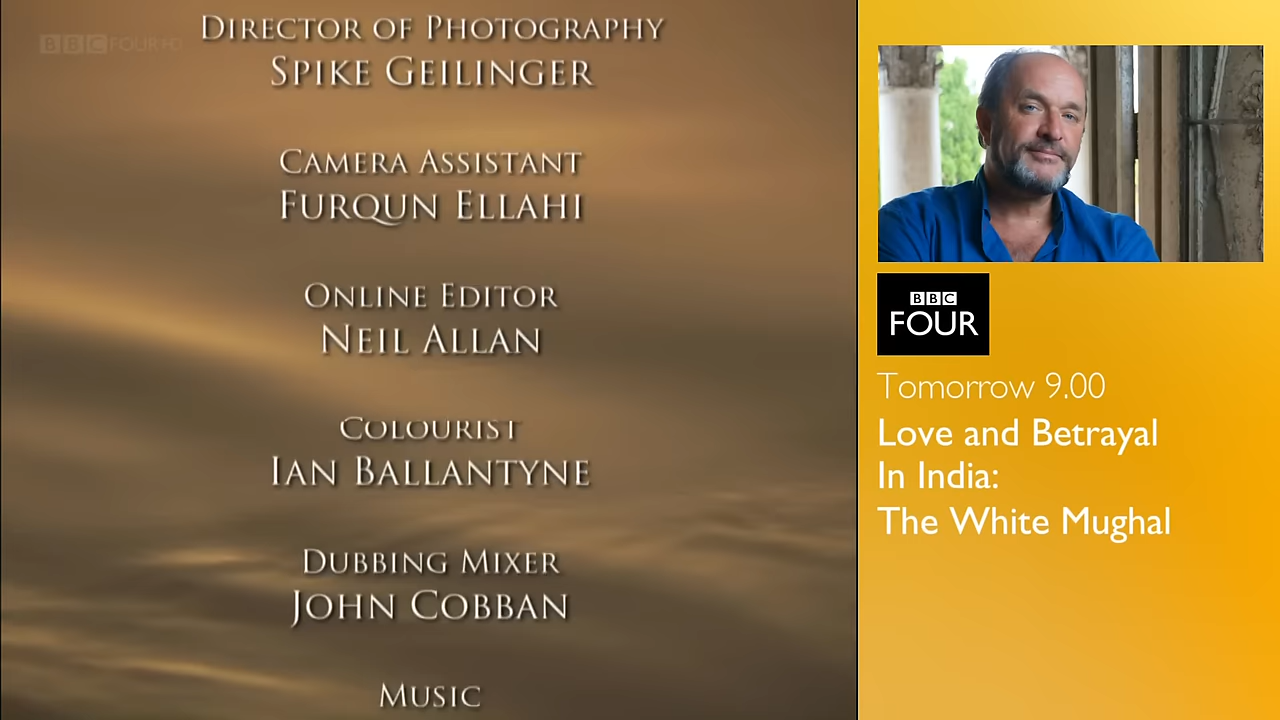 BBC FOUR HD
DIRECTOR OF PHOTOGRAPHY
SPIKE GEILINGER
CAMERA ASSISTANT
FURQUN ELLAHI
ONLINE EDITOR
NEIL ALLAN
COLOURIST
IAN BALLANTYNE
DUBBING MIXER
JOHN COBBAN
MUSIC
BBC
FOUR
Tomorrow 9.00
Love and Betrayal
In India:
The White Mughal